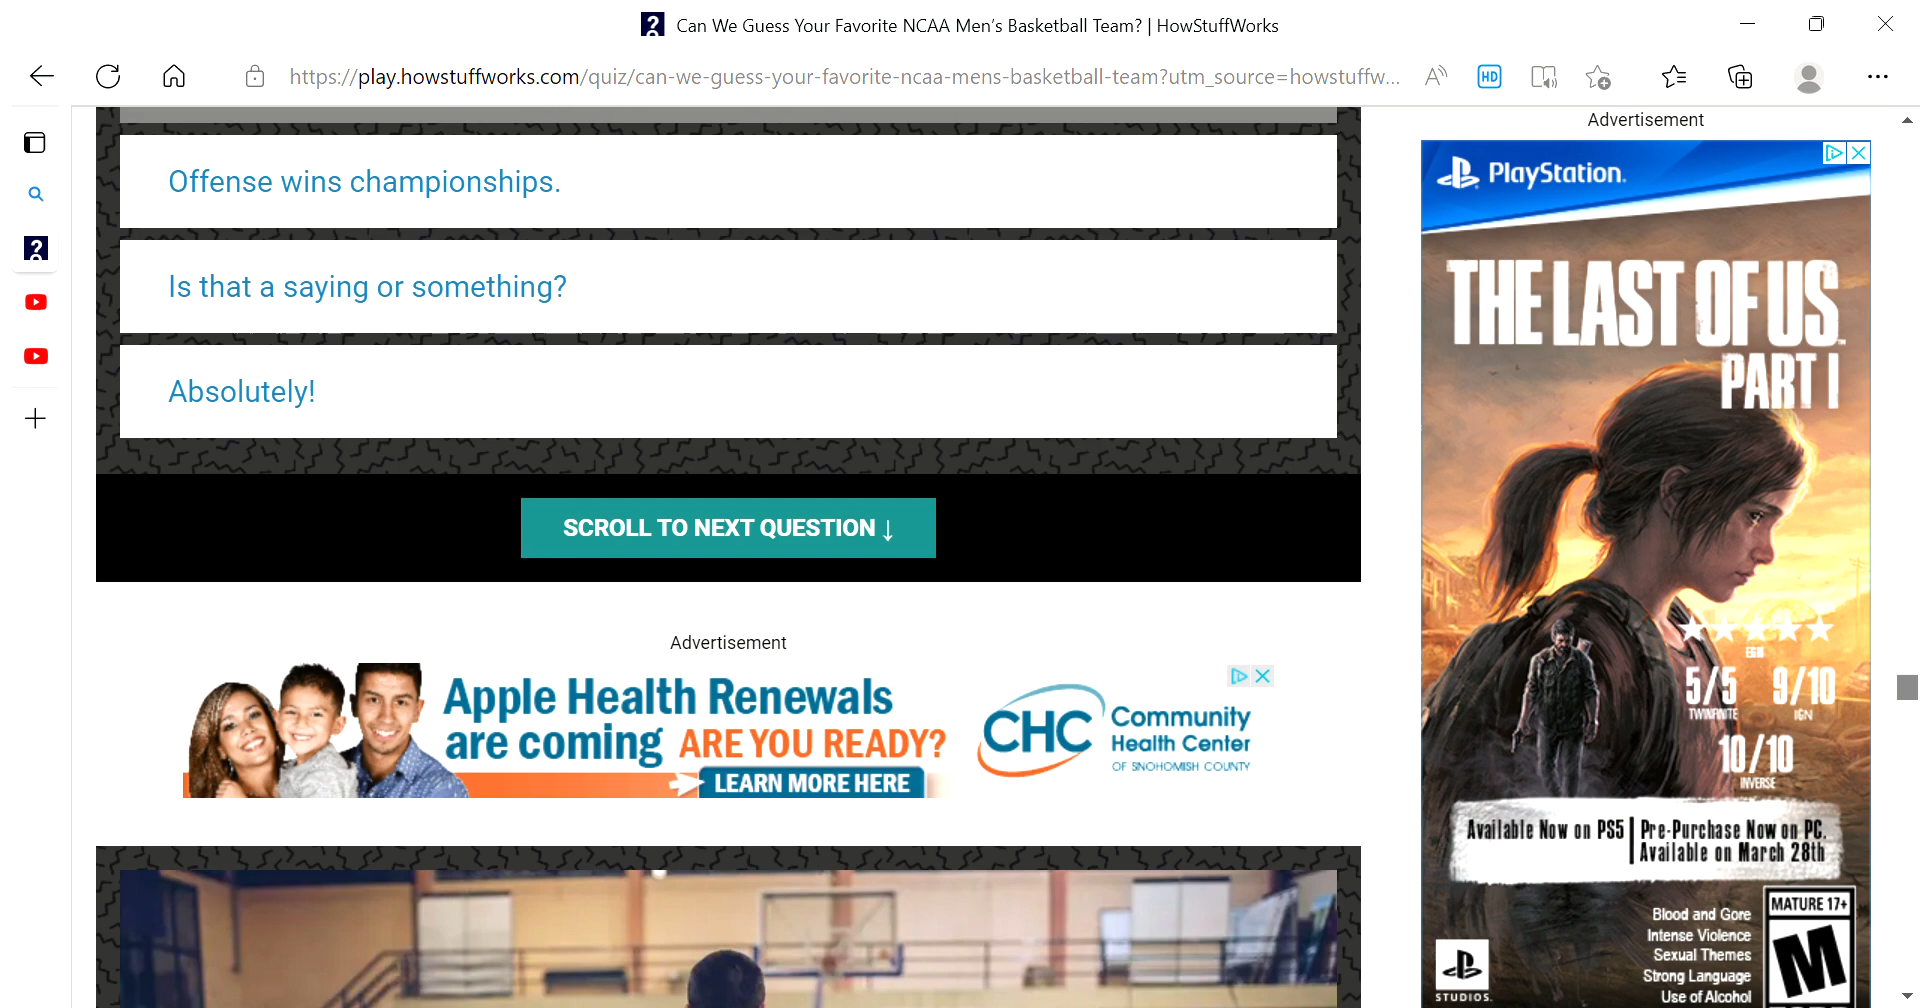 Can We Guess Your Favorite NCAA Men's Basketball Team? | HowStuffWorks
https://play.howstuffworks.com/quiz/can-we-guess-your-favorite-ncaa-mens-basketball-team?utm_source=howstuffw...
HD
Offense wins championships.
Is that a saying or something?
Absolutely!
SCROLL TO NEXT QUESTION ↓
Advertisement
Apple Health Renewals
are coming ARE YOU READY?
LEARN MORE HERE
CHC Community
Health Center
OF SNOHOMISH COUNTY
Advertisement
PlayStation.
THE LAST OF US
PART I
EGM
5/5 9/10
TWINFINITE IGN
10/10
INVERSE
Available Now on PS5 | Pre-Purchase Now on PC.
Available on March 28th
MATURE 17+
M
Blood and Gore
Intense Violence
Sexual Themes
Strong Language
Use of Alcohol
STUDIOS